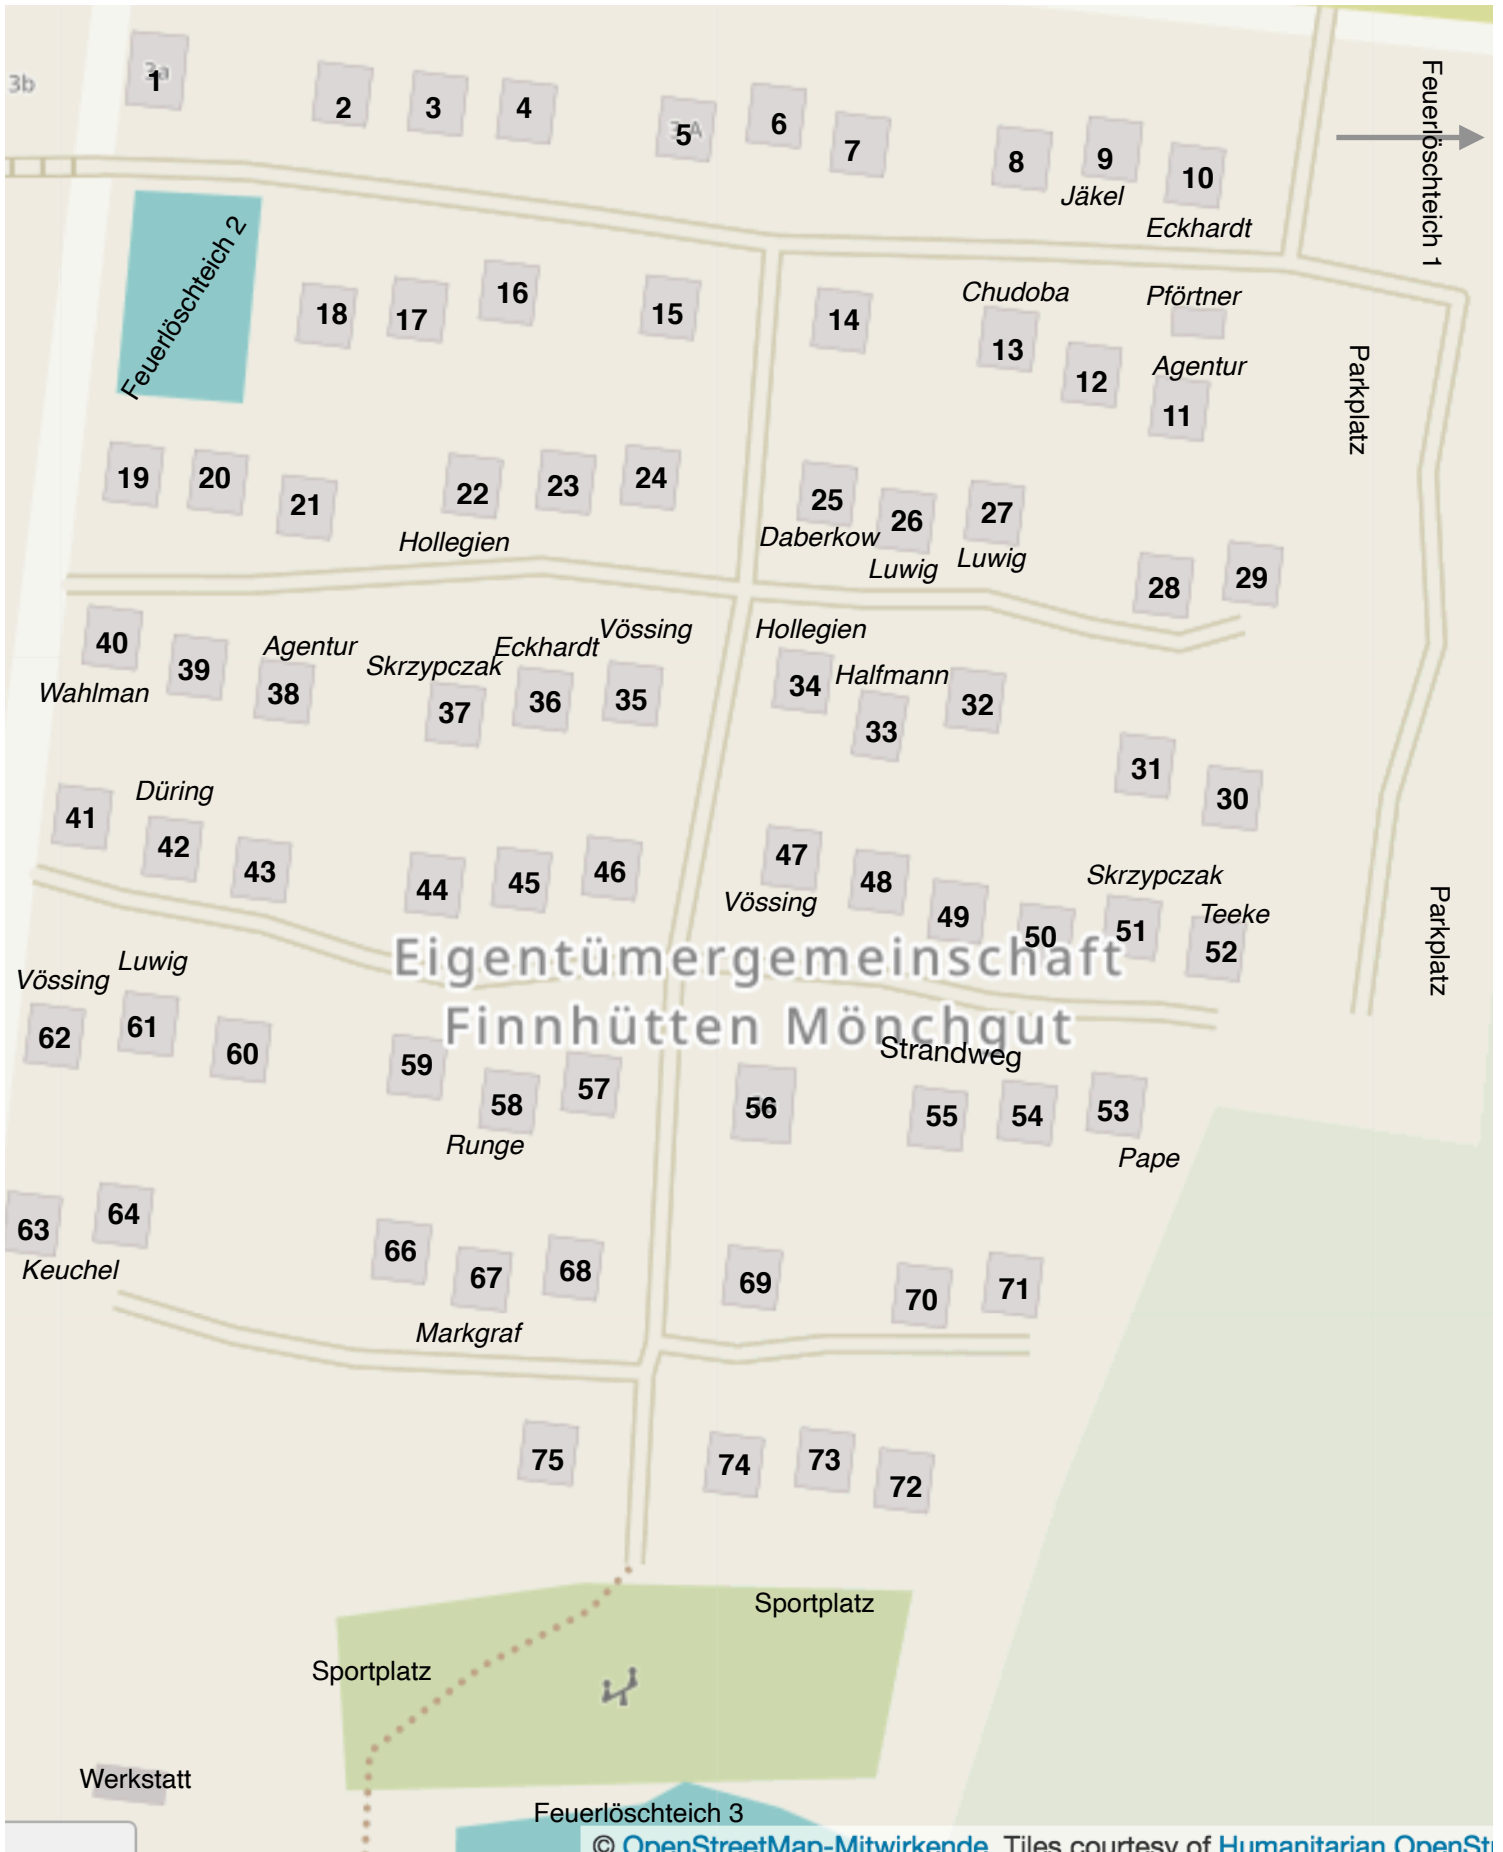 3b
3a
1
2
3
4
5
6
7
8
9
Jäkel
10
Eckhardt
Feuerlöschteich 1
Feuerlöschteich 2
18
17
16
15
14
Chudoba
13
12
Pförtner
Agentur
11
Parkplatz
19
20
21
22
Hollegien
23
24
25
Daberkow
26
Luwig
27
Luwig
28
29
40
Wahlman
39
Agentur
38
Skrzypczak
37
Eckhardt
36
Vössing
35
Hollegien
34
Halfmann
33
32
31
30
41
Düring
42
43
44
45
46
47
Vössing
48
49
50
Skrzypczak
51
Teeke
52
Parkplatz
Eigentümergemeinschaft
Finnhütten Mönchgut
Strandweg
Vössing
62
Luwig
61
60
59
58
Runge
57
56
55
54
53
Pape
63
Keuchel
64
66
67
Markgraf
68
69
70
71
75
74
73
72
Sportplatz
Sportplatz
Werkstatt
Feuerlöschteich 3
© OpenStreetMap-Mitwirkende. Tiles courtesy of Humanitarian OpenStr